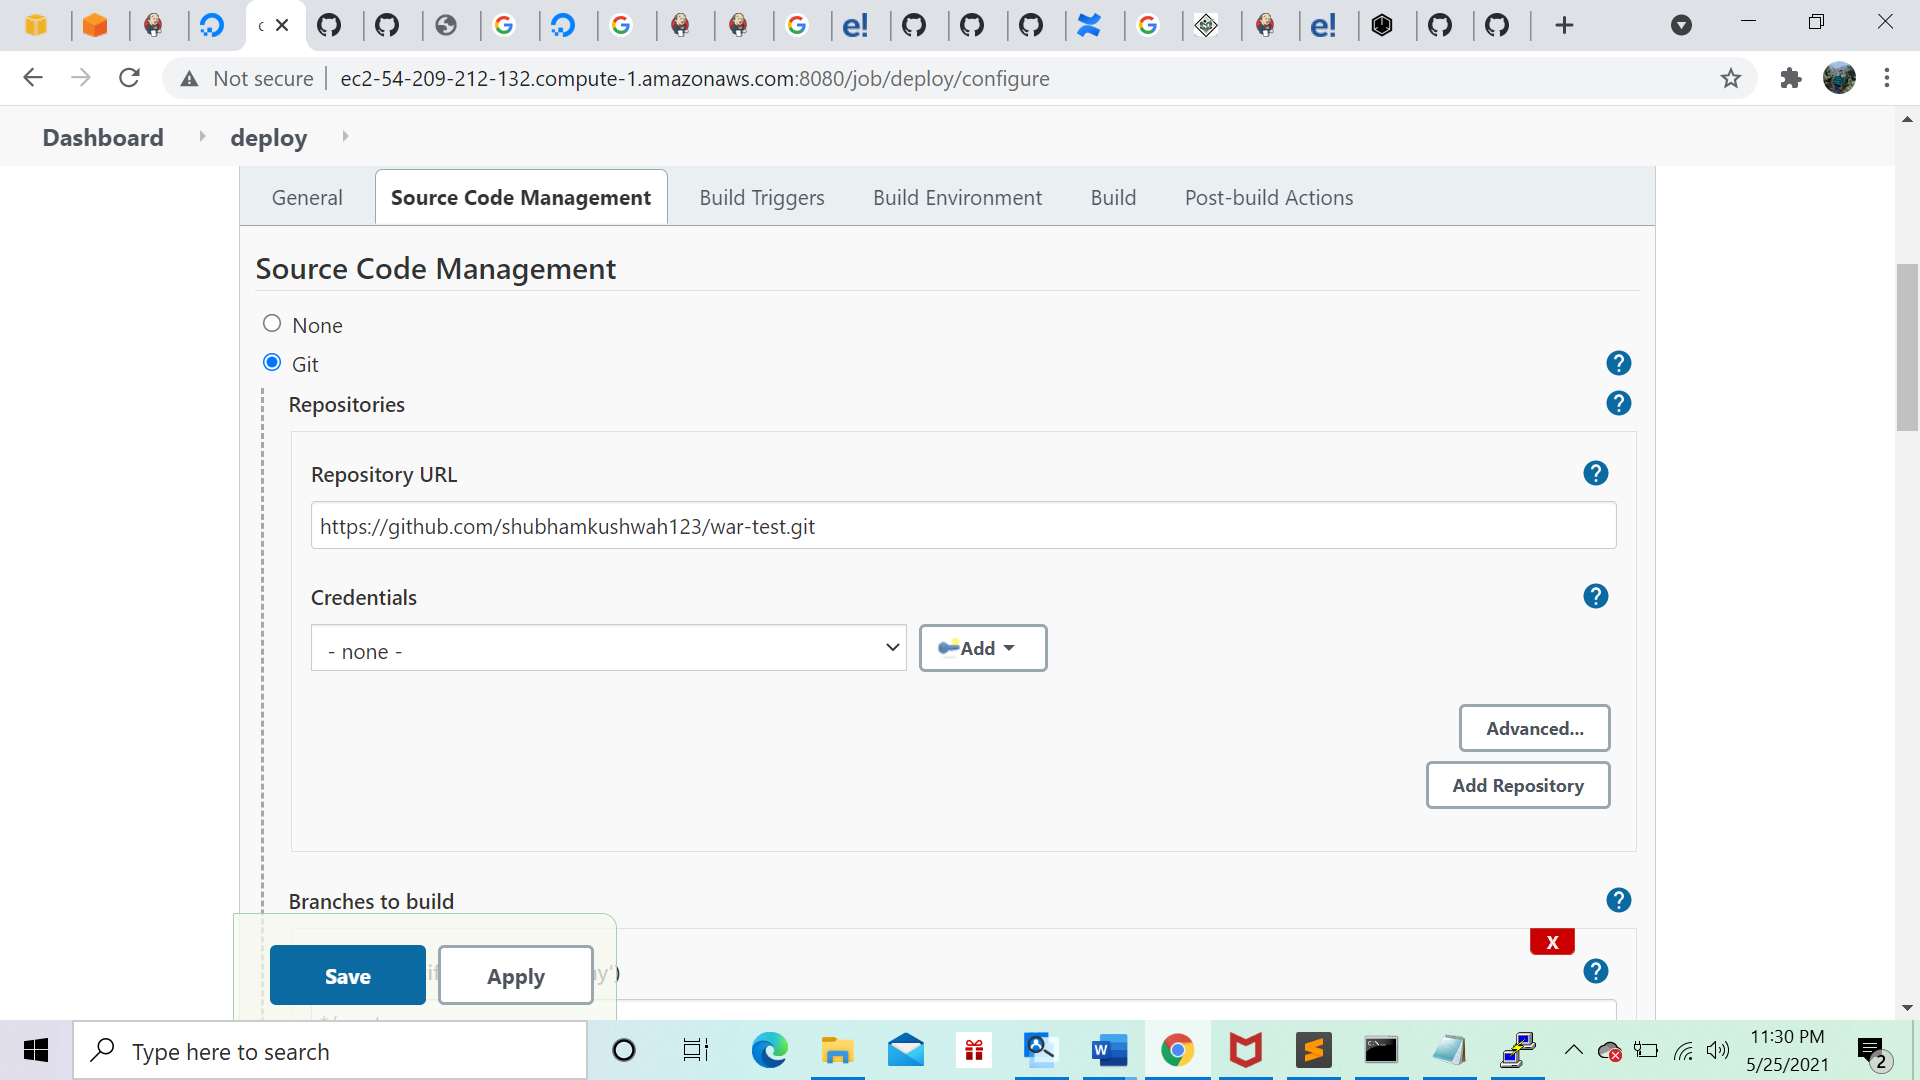 Not secure ec2-54-209-212-132.compute-1.amazonaws.com:8080/job/deploy/configure
Dashboard deploy
General Source Code Management Build Triggers Build Environment Build Post-build Actions
Source Code Management
None
Git
?
Repositories
?
Repository URL
?
https://github.com/shubhamkushwah123/war-test.git
Credentials
?
- none -
Add
Advanced...
Add Repository
Branches to build
?
X
?
Save Apply
Type here to search
11:30 PM
5/25/2021
2